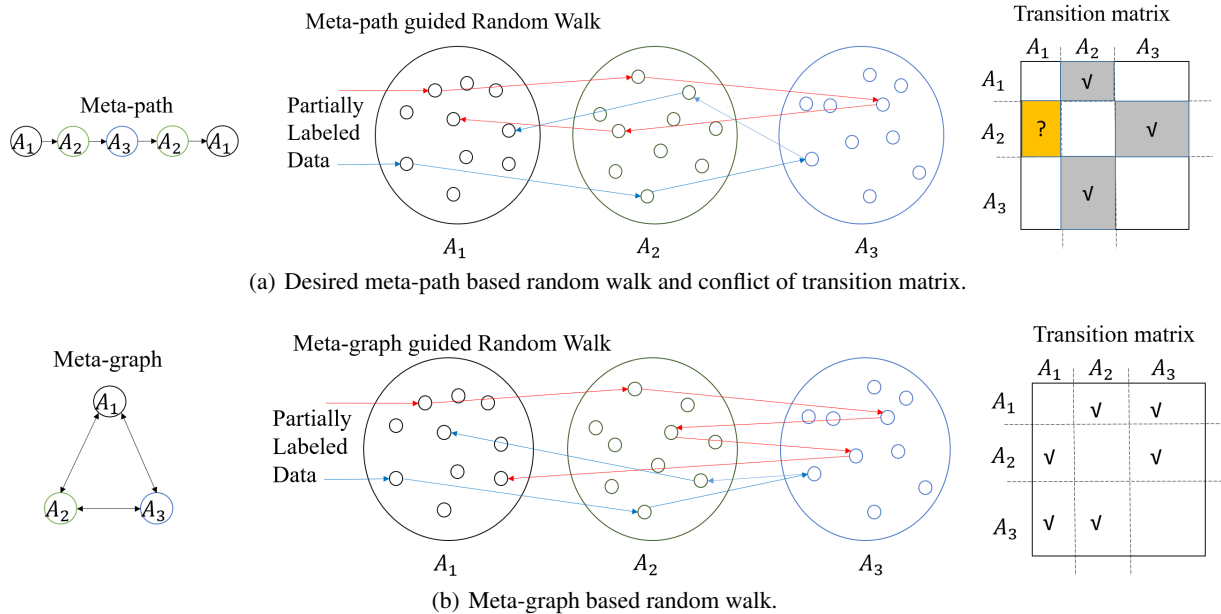 Meta-path guided Random Walk
Transition matrix
A₁ A₂ A₃
Meta-path
A₁ A₂ A₃ A₂ A₁
Partially
Labeled
Data
A₁ √
A₂ ? √
A₃ √
A₁ A₂ A₃
(a) Desired meta-path based random walk and conflict of transition matrix.
Meta-graph guided Random Walk
Transition matrix
A₁ A₂ A₃
Meta-graph
A₁
A₂ A₃
Partially
Labeled
Data
A₁ √ √
A₂ √ √
A₃ √ √
A₁ A₂ A₃
(b) Meta-graph based random walk.